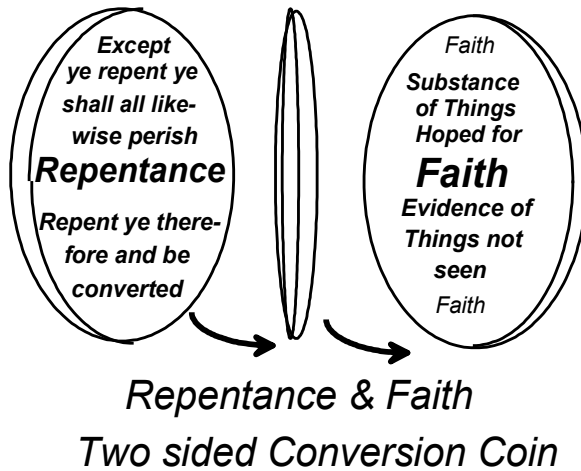 Except
ye repent ye
shall all like-
wise perish
Repentance
Repent ye there-
fore and be
converted
Faith
Substance
of Things
Hoped for
Faith
Evidence of
Things not
seen
Faith
Repentance & Faith
Two sided Conversion Coin